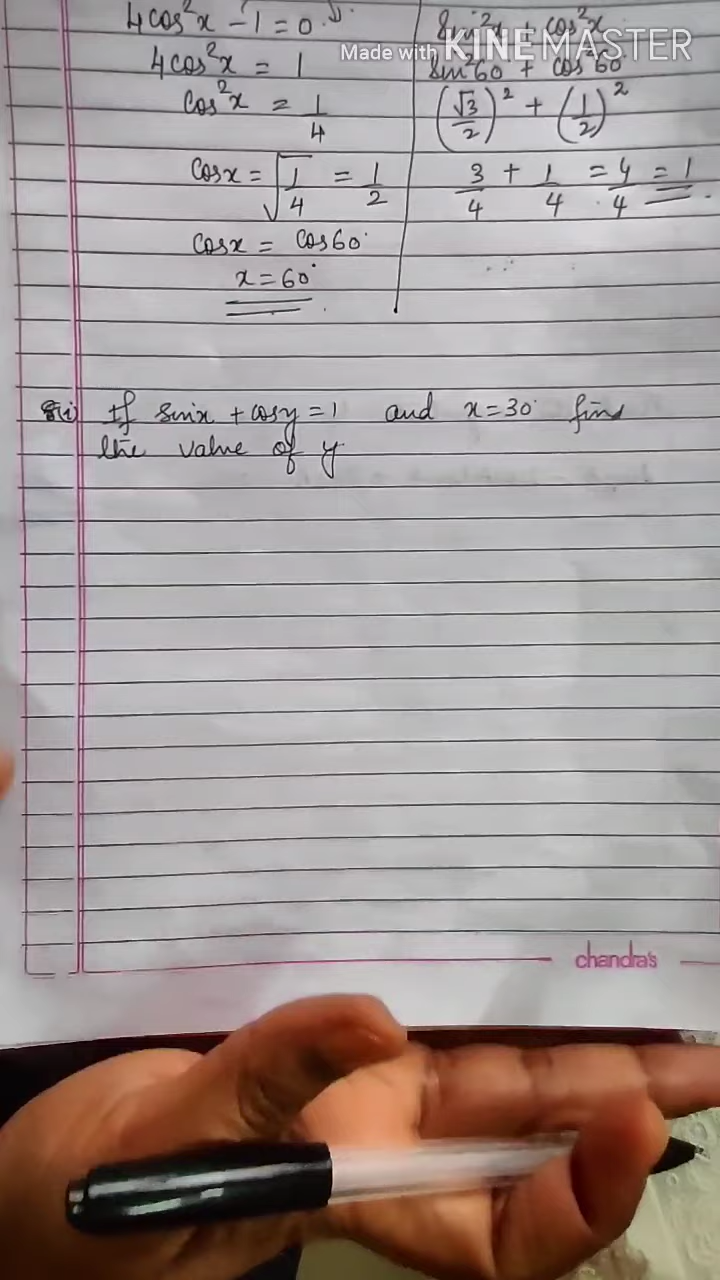 4cos²x - 1 = 0
4cos²x = 1
cos²x = 1/4
cosx = √1/4 = 1/2
cosx = cos60°
x = 60°
sin²x + cos²x
Made with KINEMASTER
sin²60 + cos²60°
(√3/2)² + (1/2)²
3/4 + 1/4 = 4/4 = 1
If sinx + cosy = 1 and x = 30° find
the value of y
chandra's